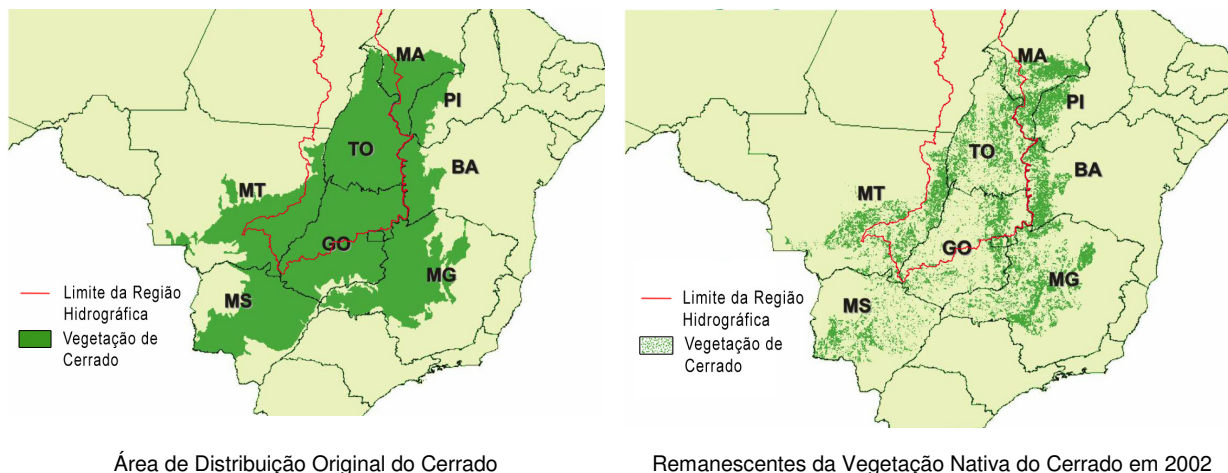 MA
PI
TO
BA
MT
GO
MG
MS
Limite da Região
Hidrográfica
Vegetação de
Cerrado
Área de Distribuição Original do Cerrado
MA
PI
TO
BA
MT
GO
MG
MS
Limite da Região
Hidrográfica
Vegetação de
Cerrado
Remanescentes da Vegetação Nativa do Cerrado em 2002